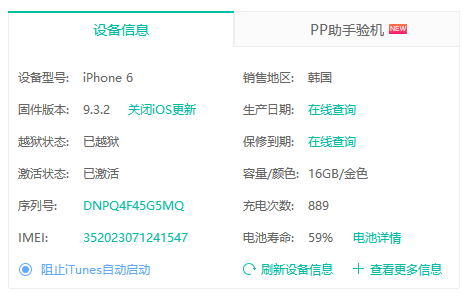 设备信息 PP助手验机 NEW
设备型号: iPhone 6 销售地区: 韩国
固件版本: 9.3.2 关闭iOS更新 生产日期: 在线查询
越狱状态: 已越狱 保修到期: 在线查询
激活状态: 已激活 容量/颜色: 16GB/金色
序列号: DNPQ4F45G5MQ 充电次数: 889
IMEI: 352023071241547 电池寿命: 59% 电池详情
阻止iTunes自动启动 刷新设备信息 查看更多信息